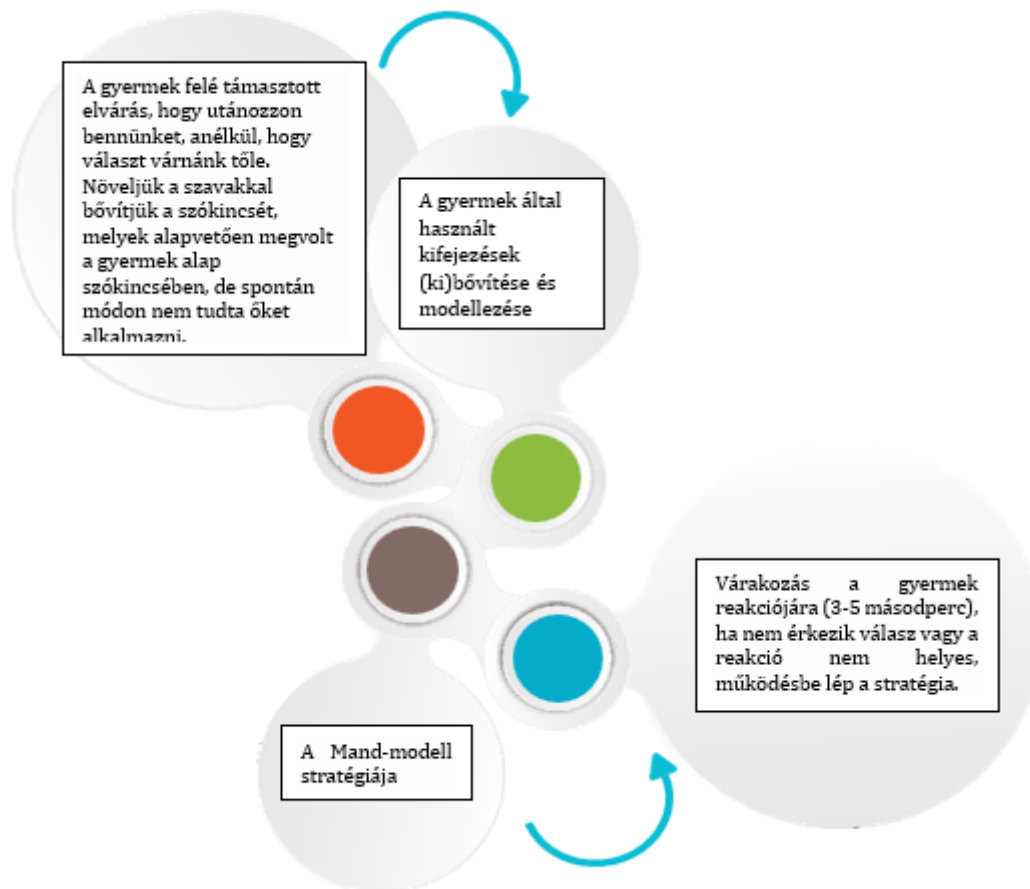 A gyermek felé támasztott
elvárás, hogy utánozzon
bennünket, anélkül, hogy
választ várnánk tőle.
Növeljük a szavakkal
bővítjük a szókincsét,
melyek alapvetően megvolt
a gyermek alap
szókincsében, de spontán
módon nem tudta őket
alkalmazni.
A gyermek által
használt
kifejezések
(ki)bővítése és
modellezése
A Mand-modell
stratégiája
Várakozás a gyermek
reakciójára (3-5 másodperc),
ha nem érkezik válasz vagy a
reakció nem helyes,
működésbe lép a stratégia.